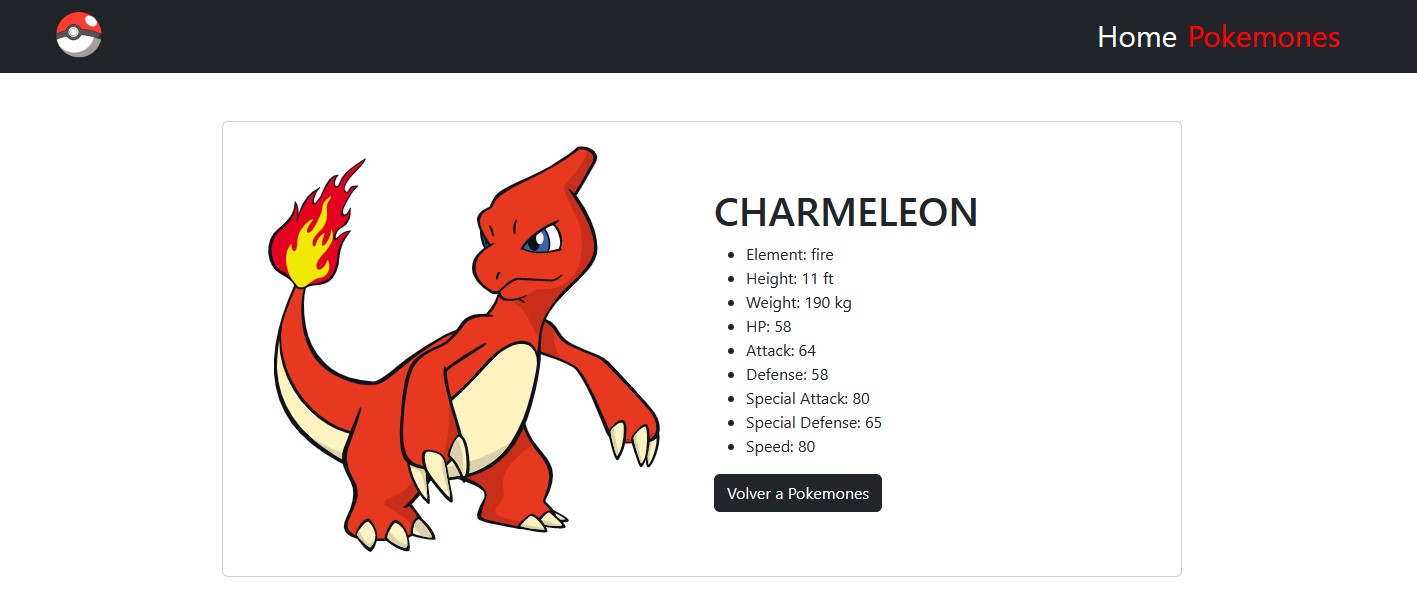 Home Pokemones
CHARMELEON
Element: fire
Height: 11 ft
Weight: 190 kg
HP: 58
Attack: 64
Defense: 58
Special Attack: 80
Special Defense: 65
Speed: 80
Volver a Pokemones